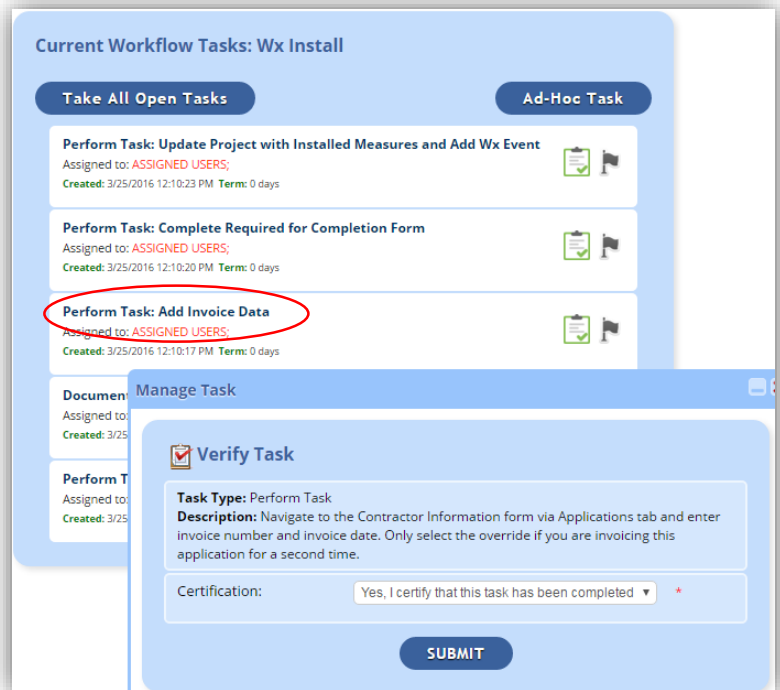 Current Workflow Tasks: Wx Install
Take All Open Tasks
Ad-Hoc Task
Perform Task: Update Project with Installed Measures and Add Wx Event
Assigned to: ASSIGNED USERS;
Created: 3/25/2016 12:10:23 PM Term: 0 days
Perform Task: Complete Required for Completion Form
Assigned to: ASSIGNED USERS;
Created: 3/25/2016 12:10:20 PM Term: 0 days
Perform Task: Add Invoice Data
Assigned to: ASSIGNED USERS;
Created: 3/25/2016 12:10:17 PM Term: 0 days
Documen
Assigned to:
Created: 3/25
Perform T
Assigned to:
Created: 3/25
Manage Task
Verify Task
Task Type: Perform Task
Description: Navigate to the Contractor Information form via Applications tab and enter
invoice number and invoice date. Only select the override if you are invoicing this
application for a second time.
Certification:
Yes, I certify that this task has been completed
*
SUBMIT